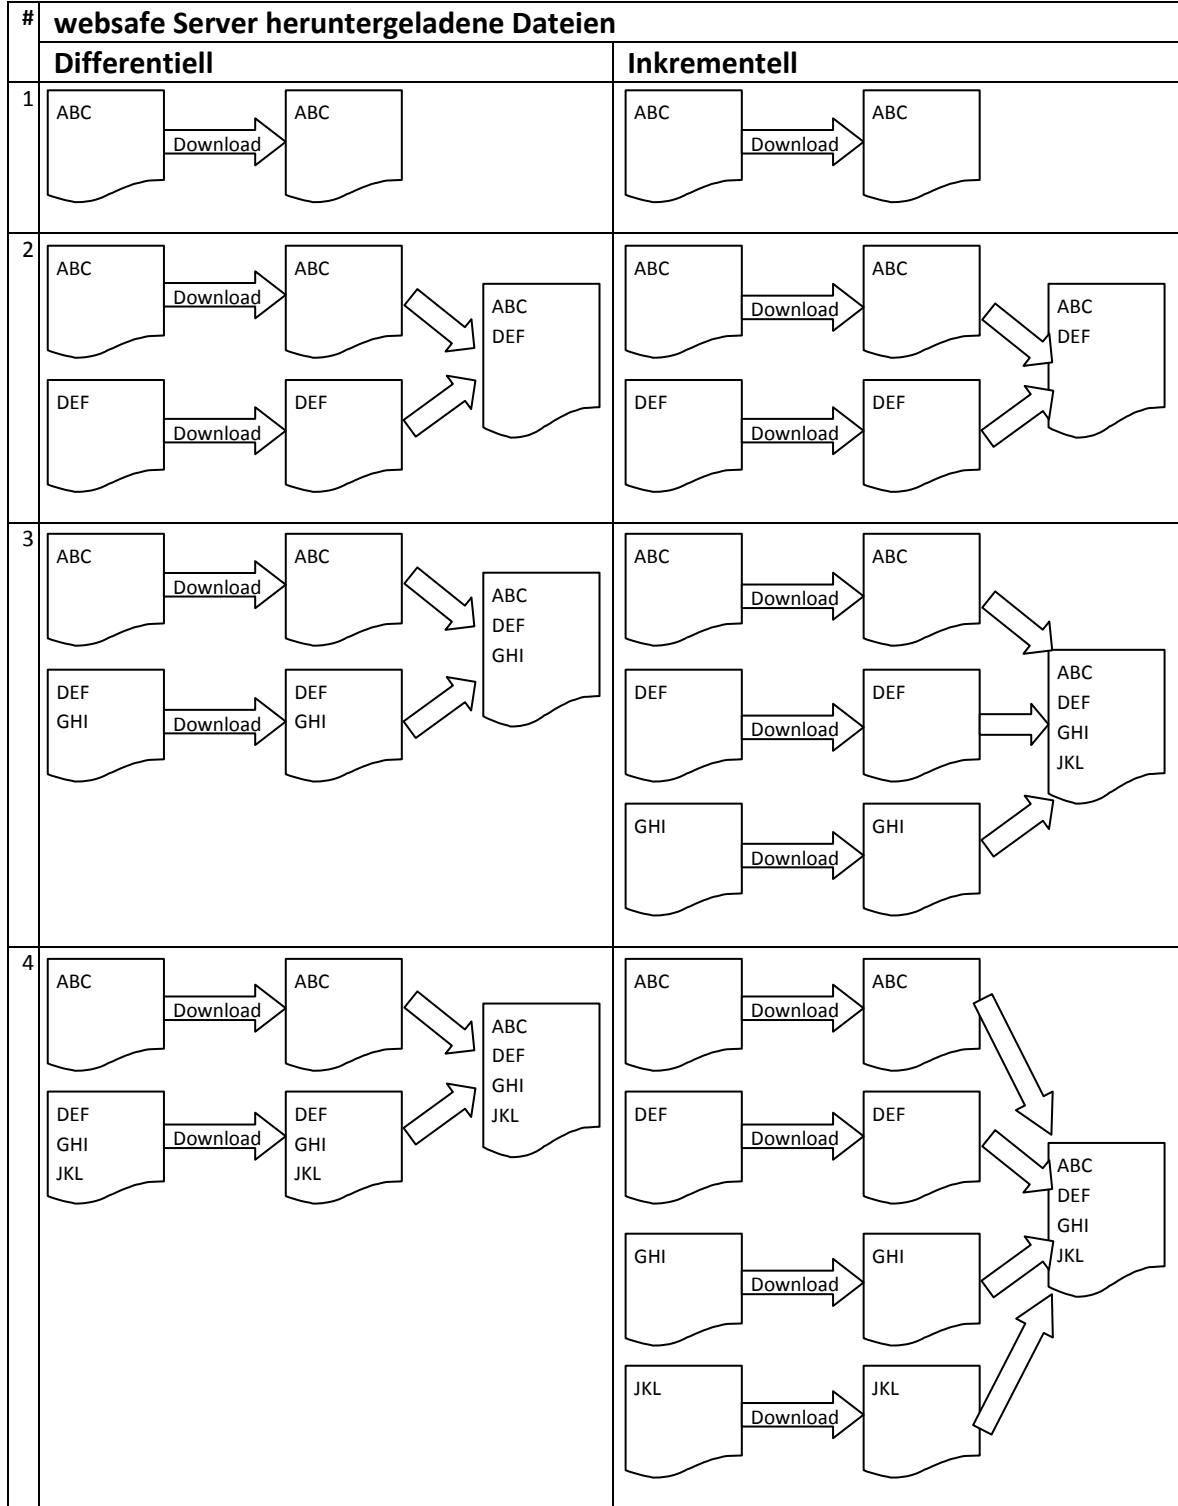 # websafe Server heruntergeladene Dateien
Differentiell Inkrementell
1
ABC Download ABC
ABC Download ABC
2
ABC Download ABC
DEF Download DEF
ABC
DEF
ABC Download ABC
DEF Download DEF
ABC
DEF
3
ABC Download ABC
DEF
GHI
Download
DEF
GHI
ABC
DEF
GHI
ABC Download ABC
DEF Download DEF
GHI Download GHI
ABC
DEF
GHI
JKL
4
ABC Download ABC
DEF
GHI
JKL
Download
DEF
GHI
JKL
ABC
DEF
GHI
JKL
ABC Download ABC
DEF Download DEF
GHI Download GHI
JKL Download JKL
ABC
DEF
GHI
JKL